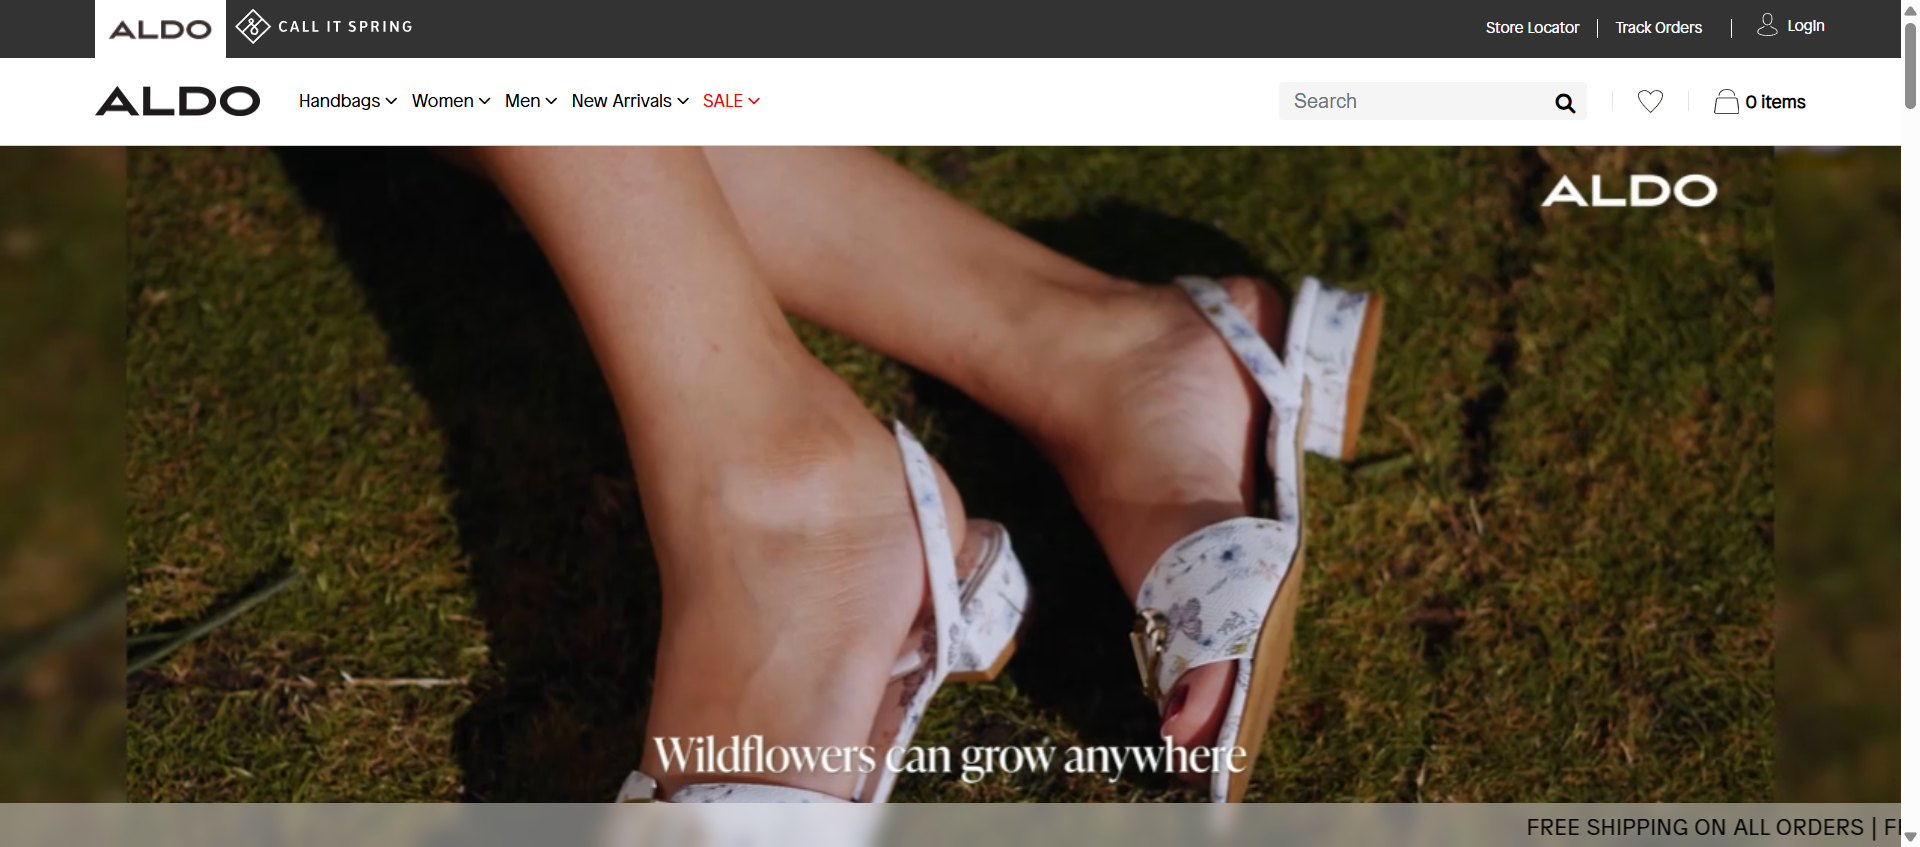 ALDO
CALL IT SPRING
Store Locator
Track Orders
Login
ALDO
Handbags
Women
Men
New Arrivals
SALE
Search
0 items
ALDO
Wildflowers can grow anywhere
FREE SHIPPING ON ALL ORDERS |